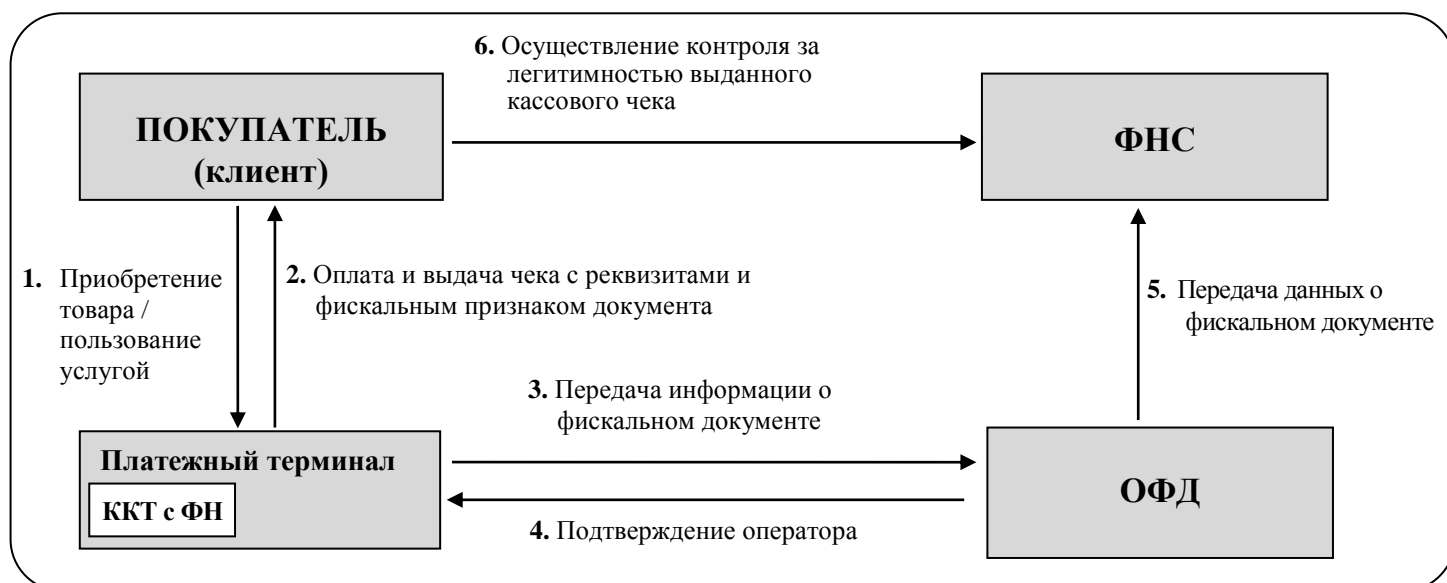 6. Осуществление контроля за
легитимностью выданного
кассового чека
ПОКУПАТЕЛЬ
(клиент)
ФНС
1. Приобретение
товара /
пользование
услугой
2. Оплата и выдача чека с реквизитами и
фискальным признаком документа
5. Передача данных о
фискальном документе
3. Передача информации о
фискальном документе
Платежный терминал
ККТ с ФН
ОФД
4. Подтверждение оператора